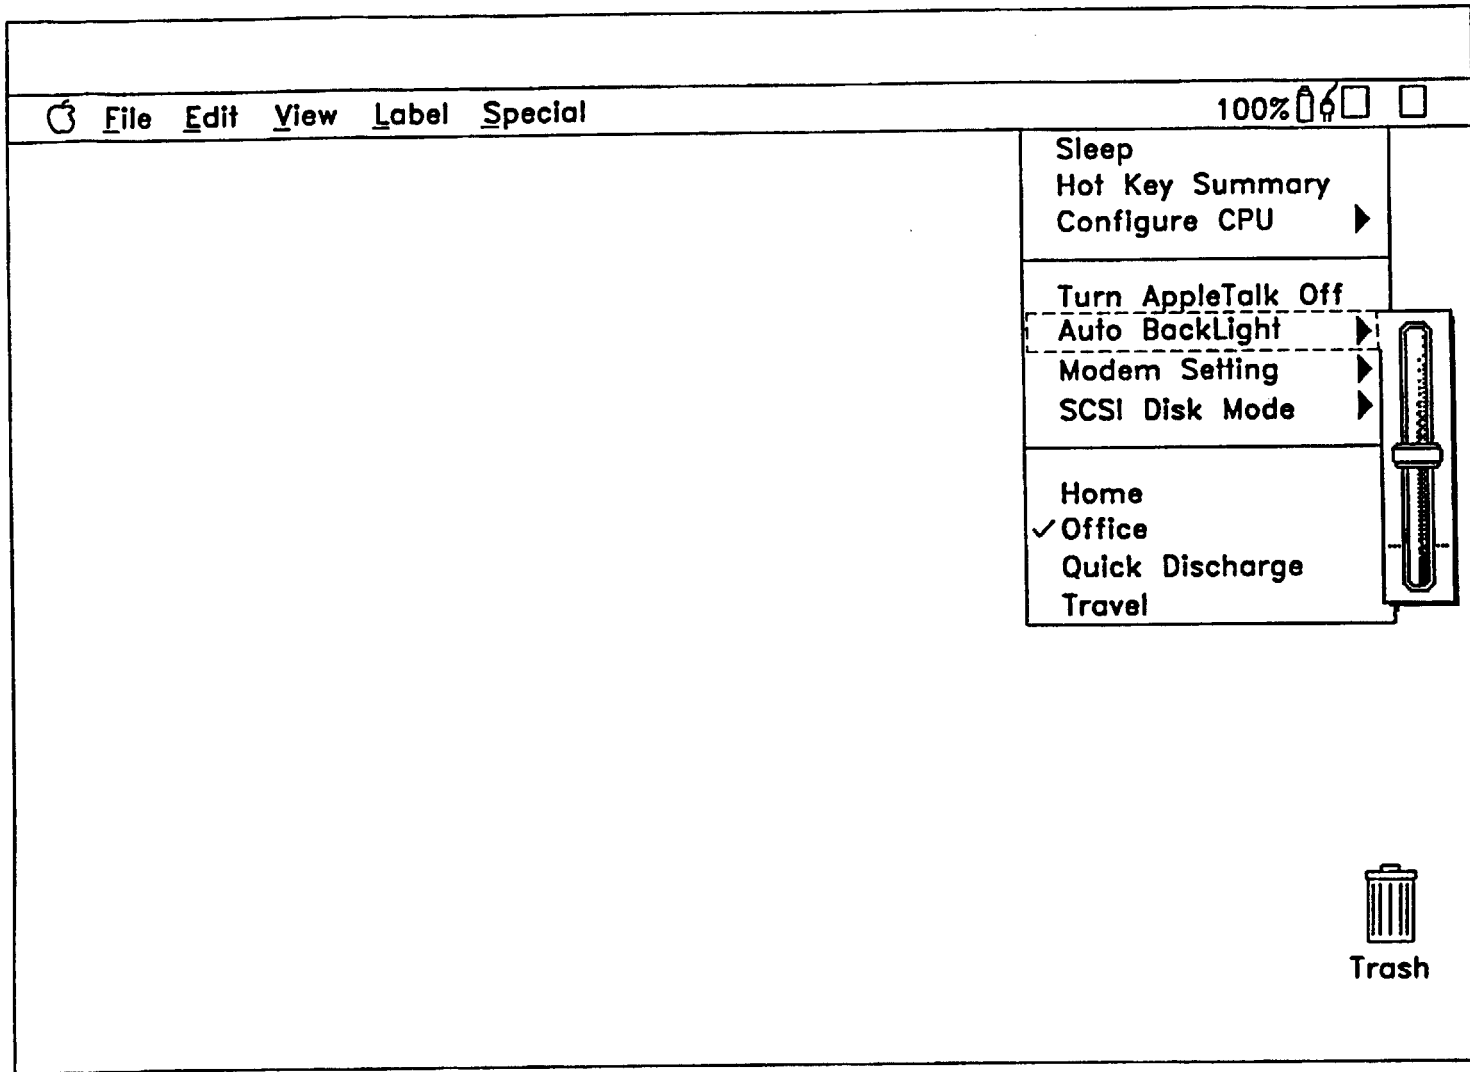 File Edit View Label Special 100%
Sleep
Hot Key Summary
Configure CPU
Turn AppleTalk Off
Auto BackLight
Modem Setting
SCSI Disk Mode
Home
Office
Quick Discharge
Travel
Trash